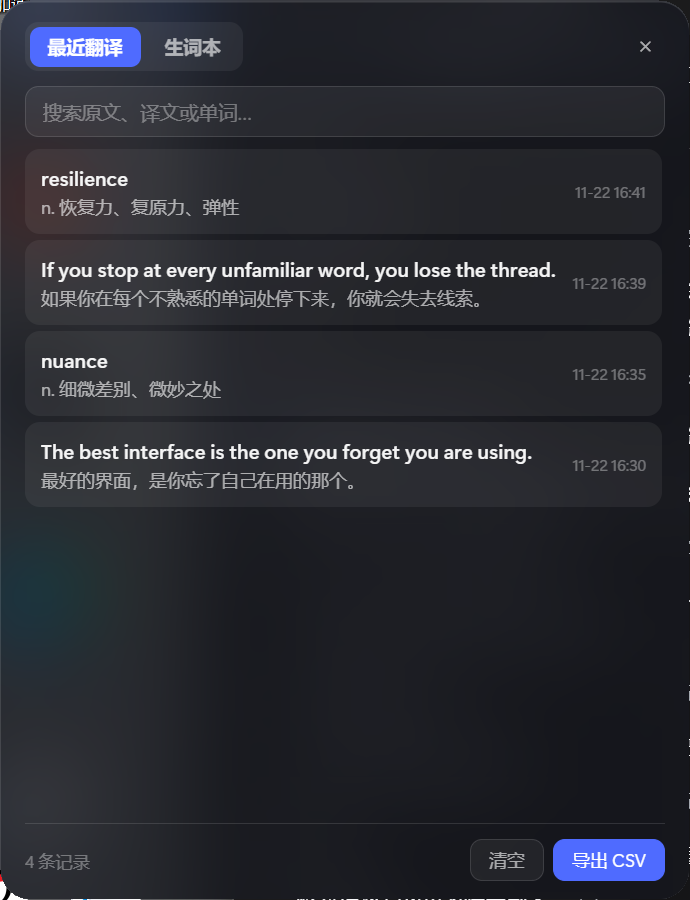 最近翻译 生词本 ×
搜索原文、译文或单词...
resilience
n. 恢复力、复原力、弹性
11-22 16:41
If you stop at every unfamiliar word, you lose the thread.
如果你在每个不熟悉的单词处停下来，你就会失去线索。
11-22 16:39
nuance
n. 细微差别、微妙之处
11-22 16:35
The best interface is the one you forget you are using.
最好的界面，是你忘了自己在用的那个。
11-22 16:30
4 条记录 清空 导出 CSV